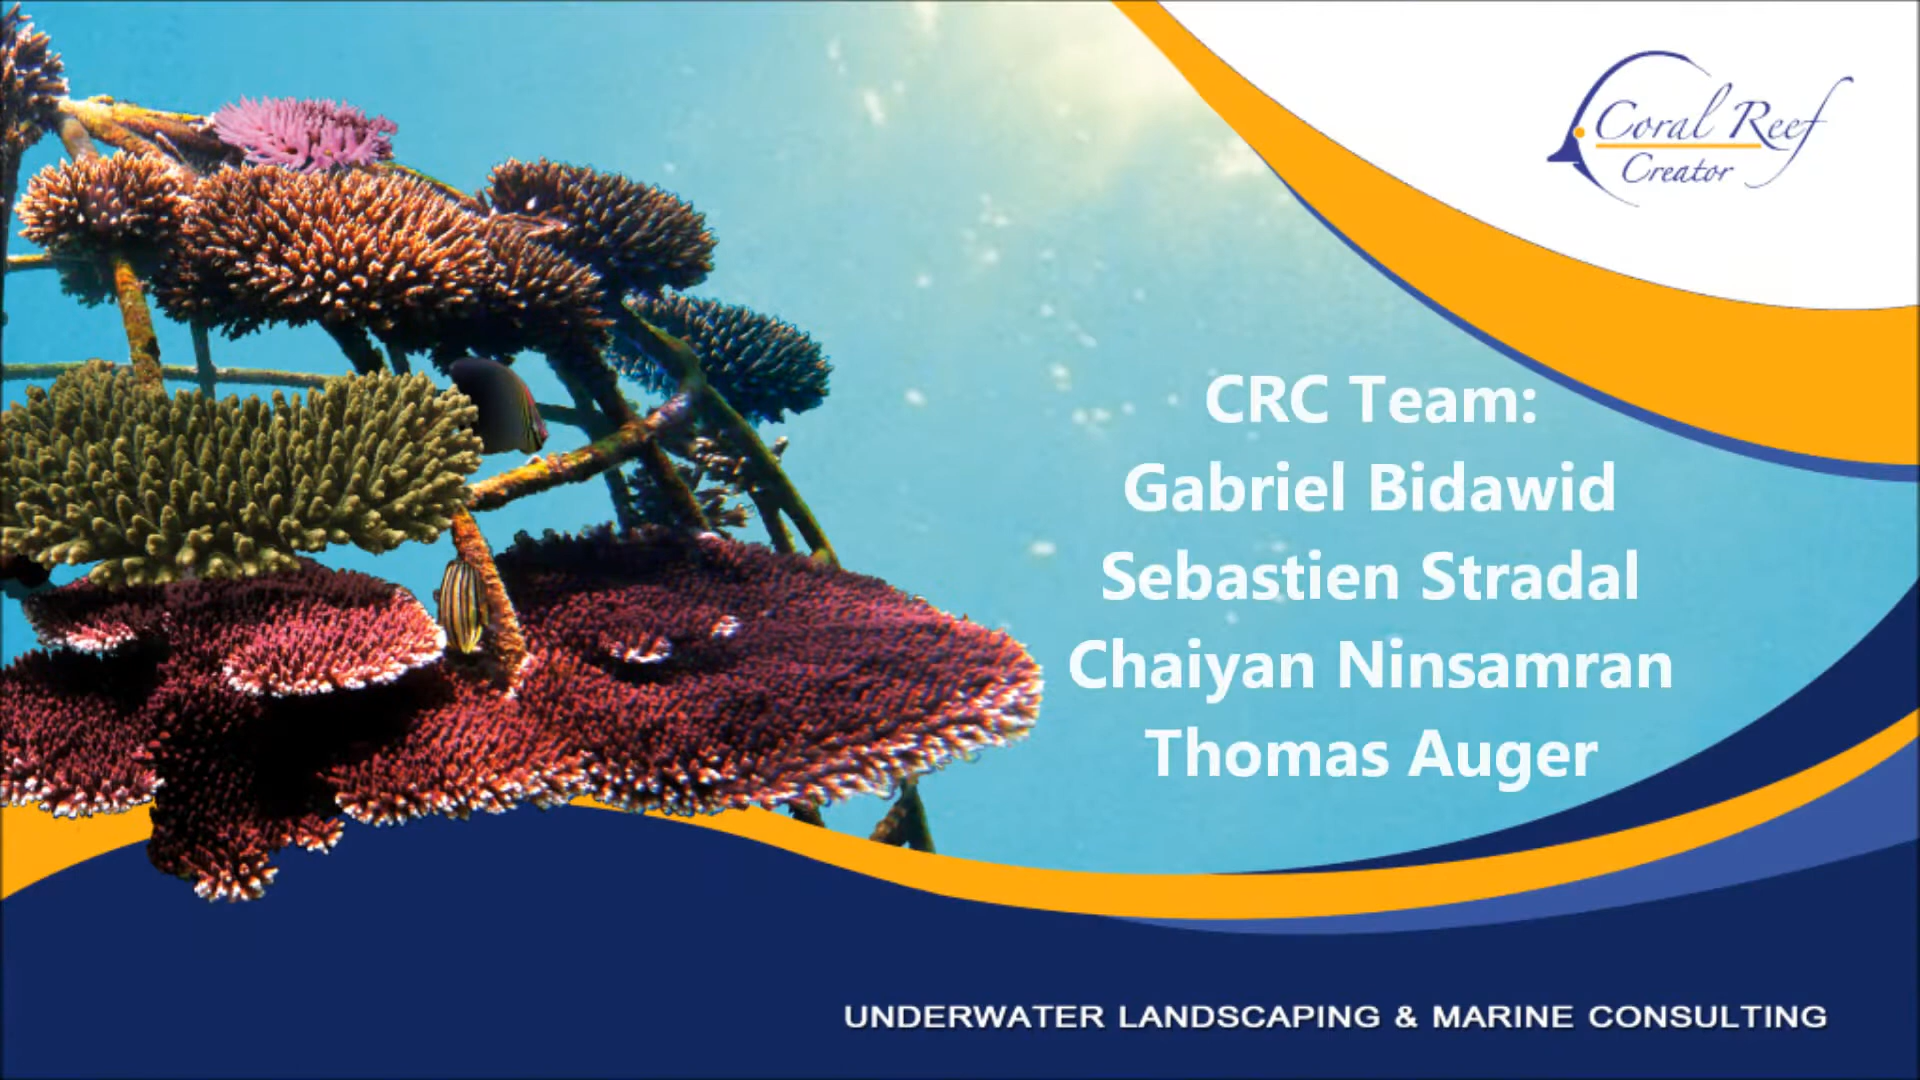 Coral Reef
Creator
CRC Team:
Gabriel Bidawid
Sebastien Stradal
Chaiyan Ninsamran
Thomas Auger
UNDERWATER LANDSCAPING & MARINE CONSULTING